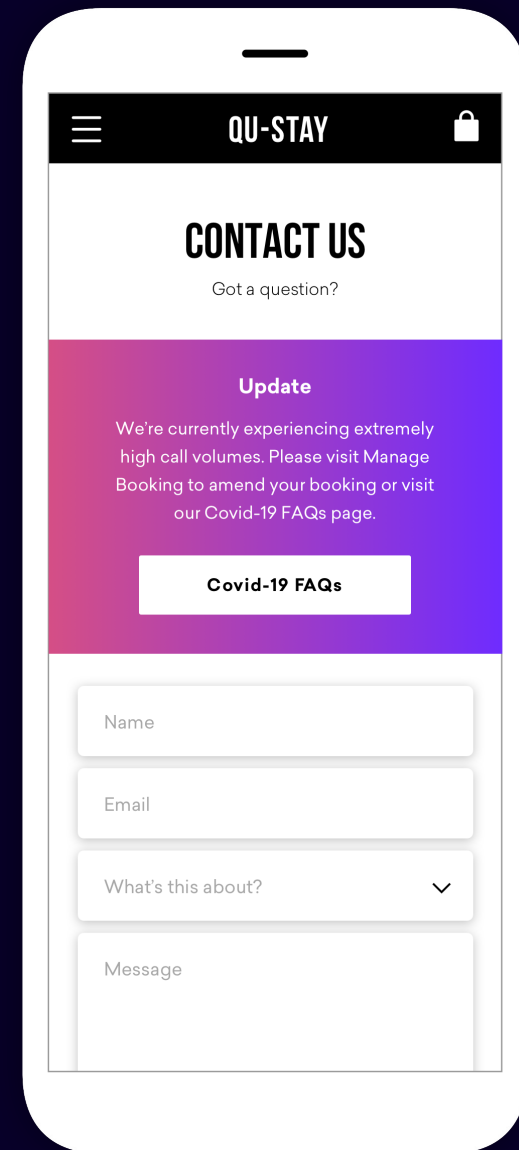 QU-STAY
CONTACT US
Got a question?
Update
We’re currently experiencing extremely
high call volumes. Please visit Manage
Booking to amend your booking or visit
our Covid-19 FAQs page.
Covid-19 FAQs
Name
Email
What’s this about?
Message